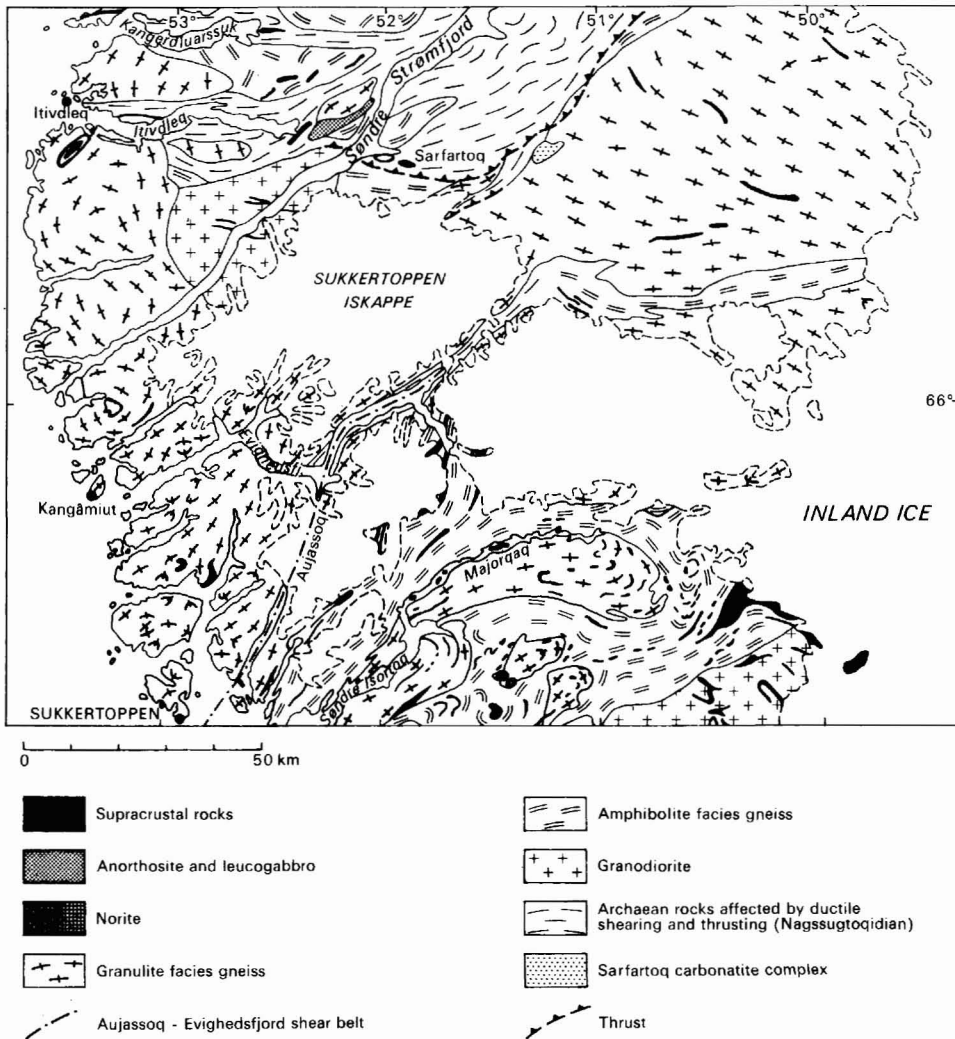 53°
52°
51°
50°
Kangerdluarssuk
Strømfjord
Itivdleq
Itivdleq
Søndre
Sarfartoq
SUKKERTOPPEN
ISKAPPE
66°
Evigheds
Kangâmiut
INLAND ICE
Aujassoq
Majorqaq
Søndre Isortoq
SUKKERTOPPEN
0
50 km
Supracrustal rocks
Anorthosite and leucogabbro
Norite
Granulite facies gneiss
Aujassoq - Evighedsfjord shear belt
Amphibolite facies gneiss
Granodiorite
Archaean rocks affected by ductile
shearing and thrusting (Nagssugtoqidian)
Sarfartoq carbonatite complex
Thrust